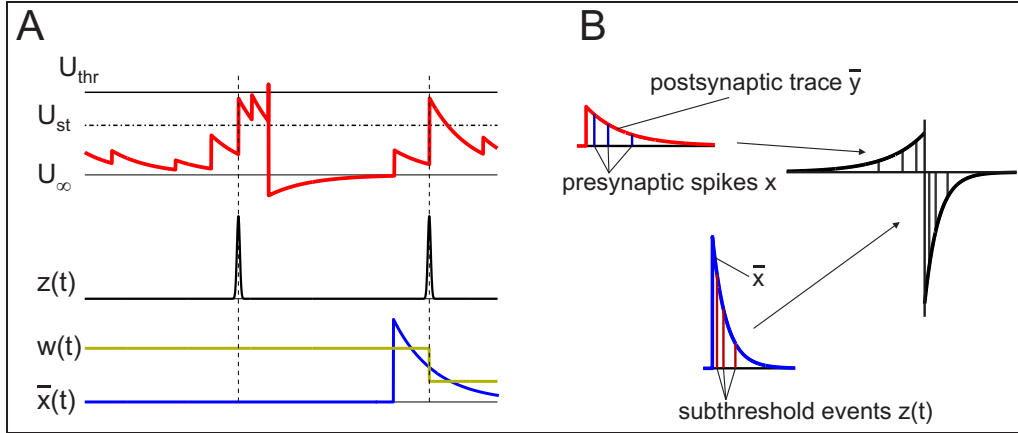 A
U_thr
U_st
U_∞
z(t)
w(t)
x̅(t)
B
postsynaptic trace y̅
presynaptic spikes x
x̅
subthreshold events z(t)